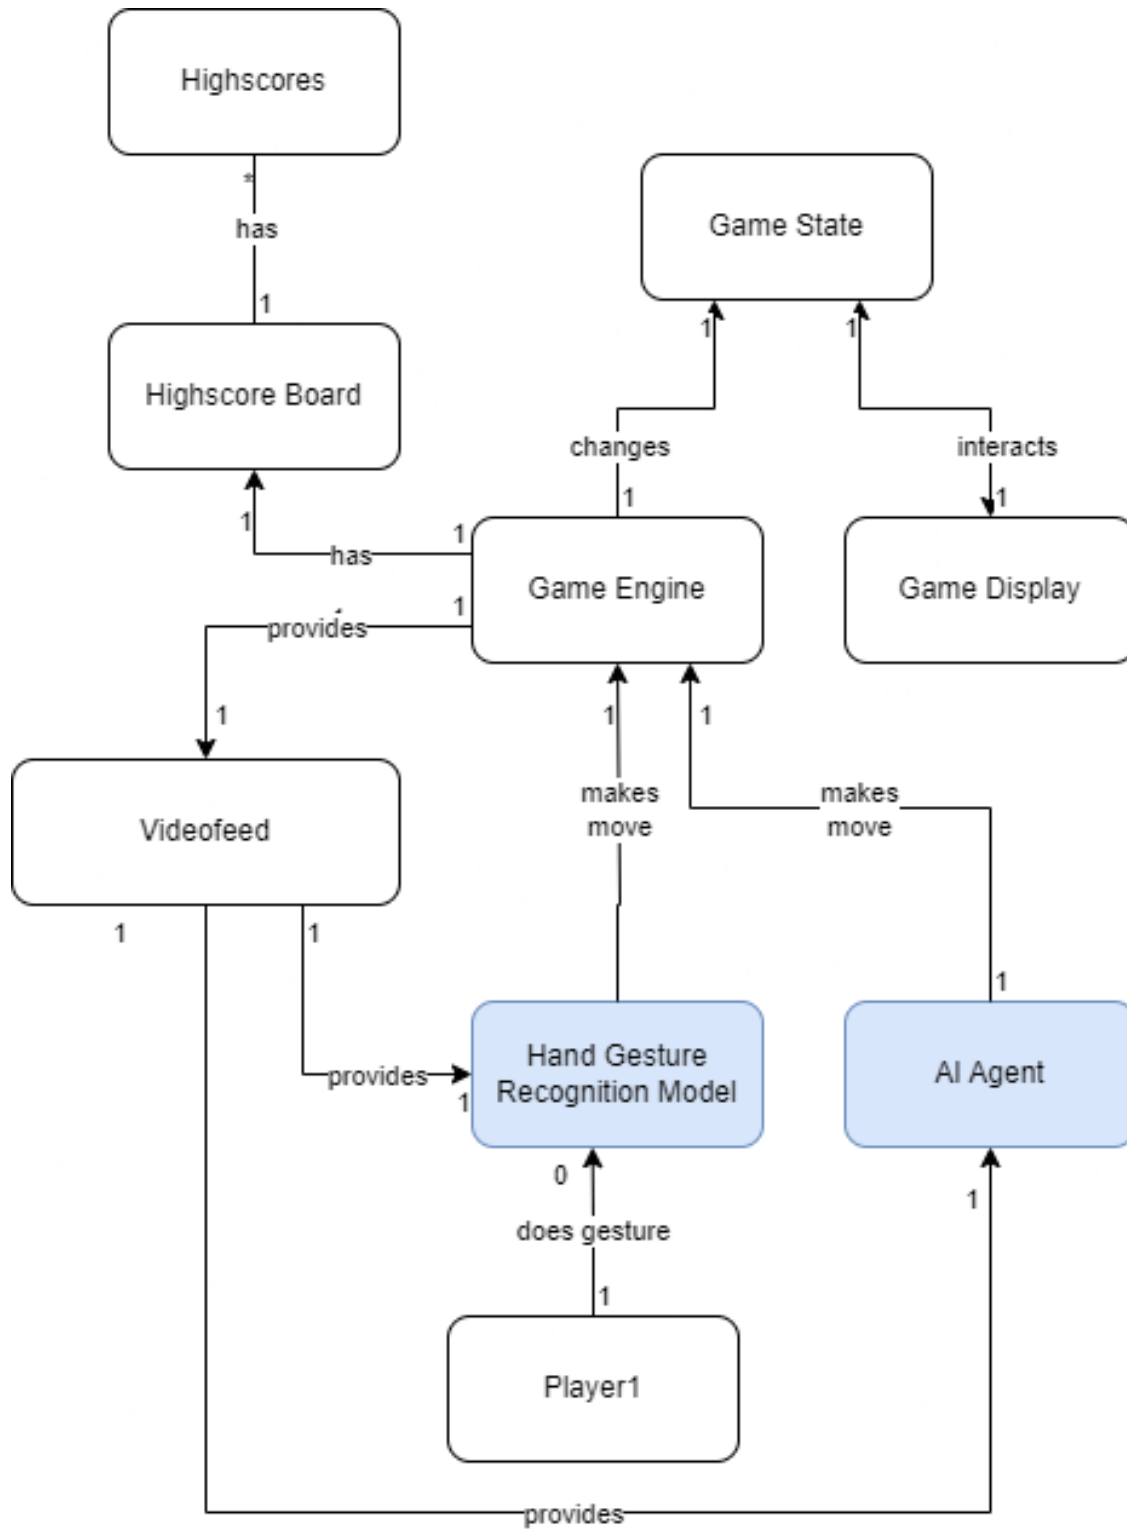 Highscores
*
has
1
Highscore Board
Game State
1
1
changes
interacts
1
1
1
1
has
Game Engine
Game Display
1
provides
1
1
1
Videofeed
makes
move
makes
move
1
1
1
Hand Gesture
Recognition Model
AI Agent
provides
1
0
1
does gesture
1
Player1
provides